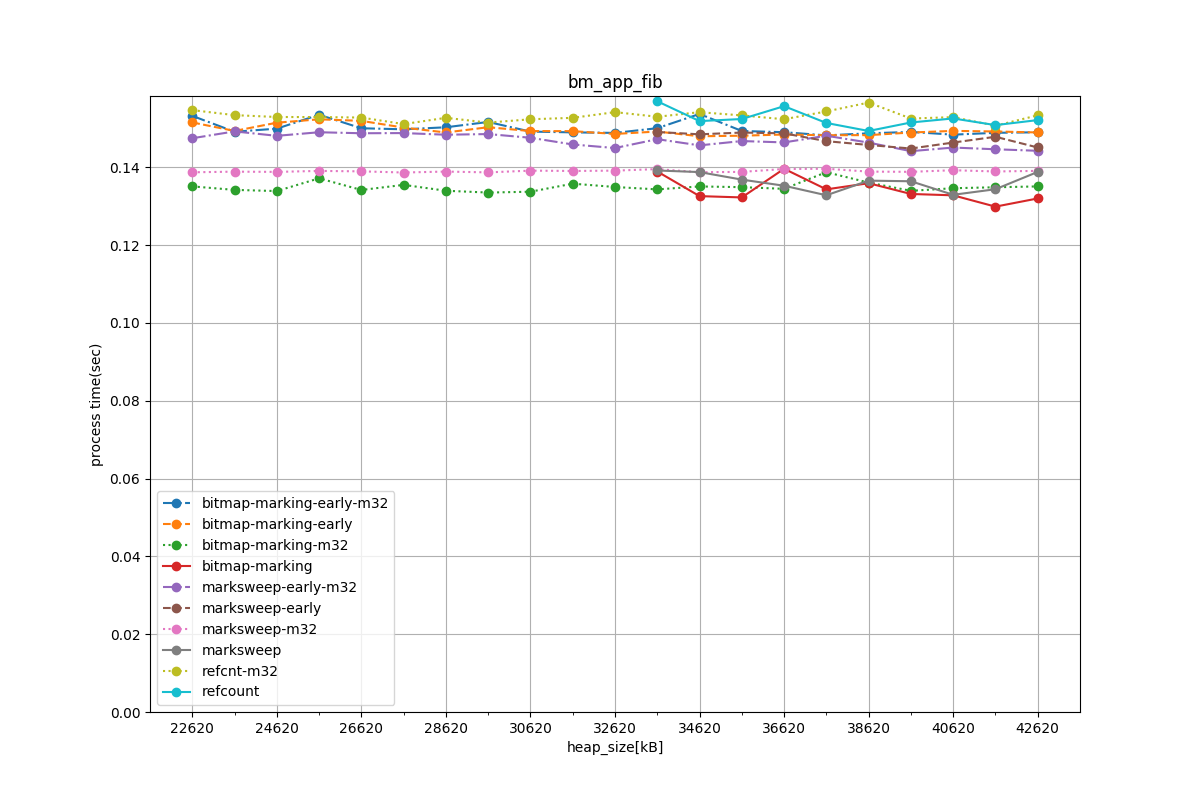 bm_app_fib
process time(sec)
0.14
0.12
0.10
0.08
0.06
0.04
0.02
0.00
bitmap-marking-early-m32
bitmap-marking-early
bitmap-marking-m32
bitmap-marking
marksweep-early-m32
marksweep-early
marksweep-m32
marksweep
refcnt-m32
refcount
22620 24620 26620 28620 30620 32620 34620 36620 38620 40620 42620
heap_size[kB]